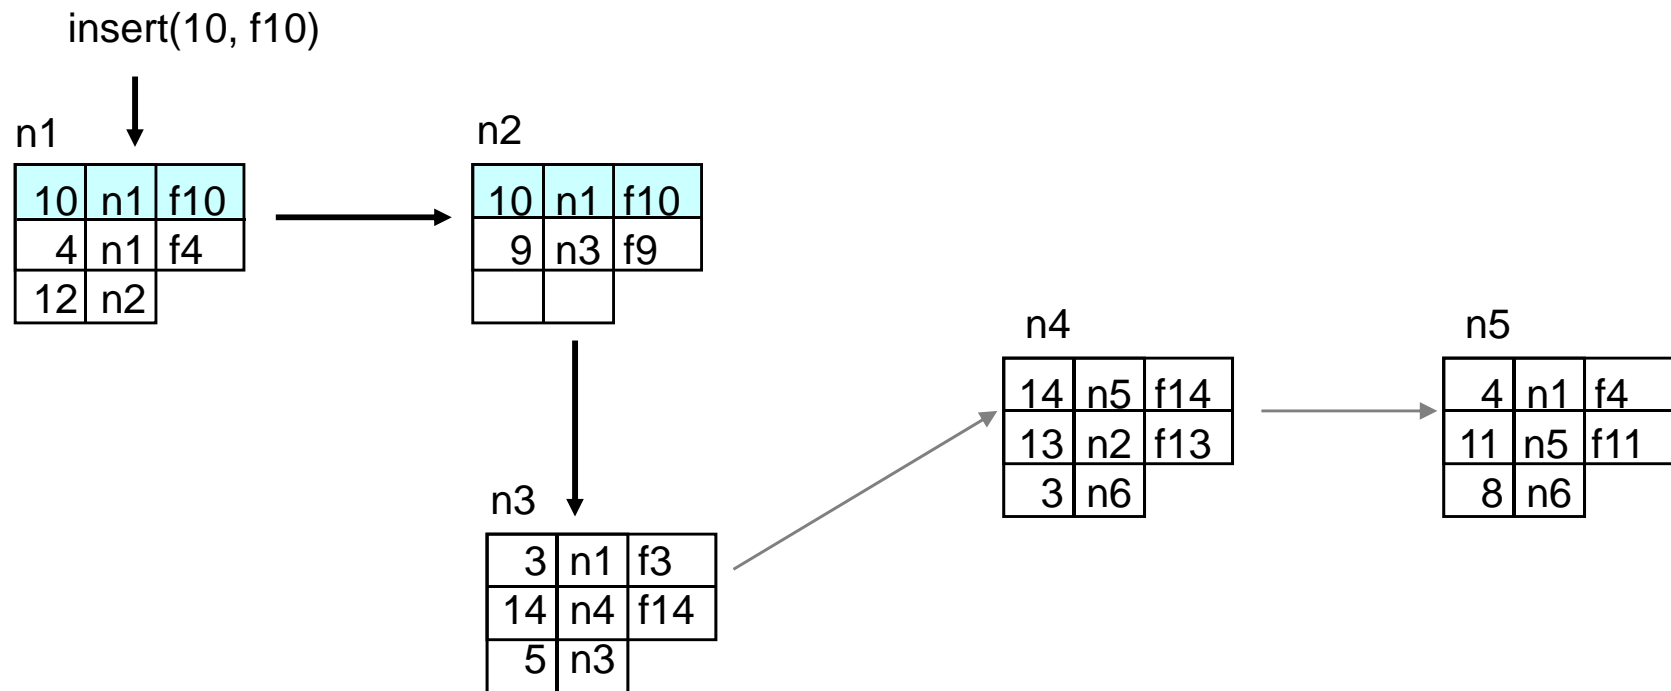 insert(10, f10)
n1
10 n1 f10
4 n1 f4
12 n2
n2
10 n1 f10
9 n3 f9
n3
3 n1 f3
14 n4 f14
5 n3
n4
14 n5 f14
13 n2 f13
3 n6
n5
4 n1 f4
11 n5 f11
8 n6